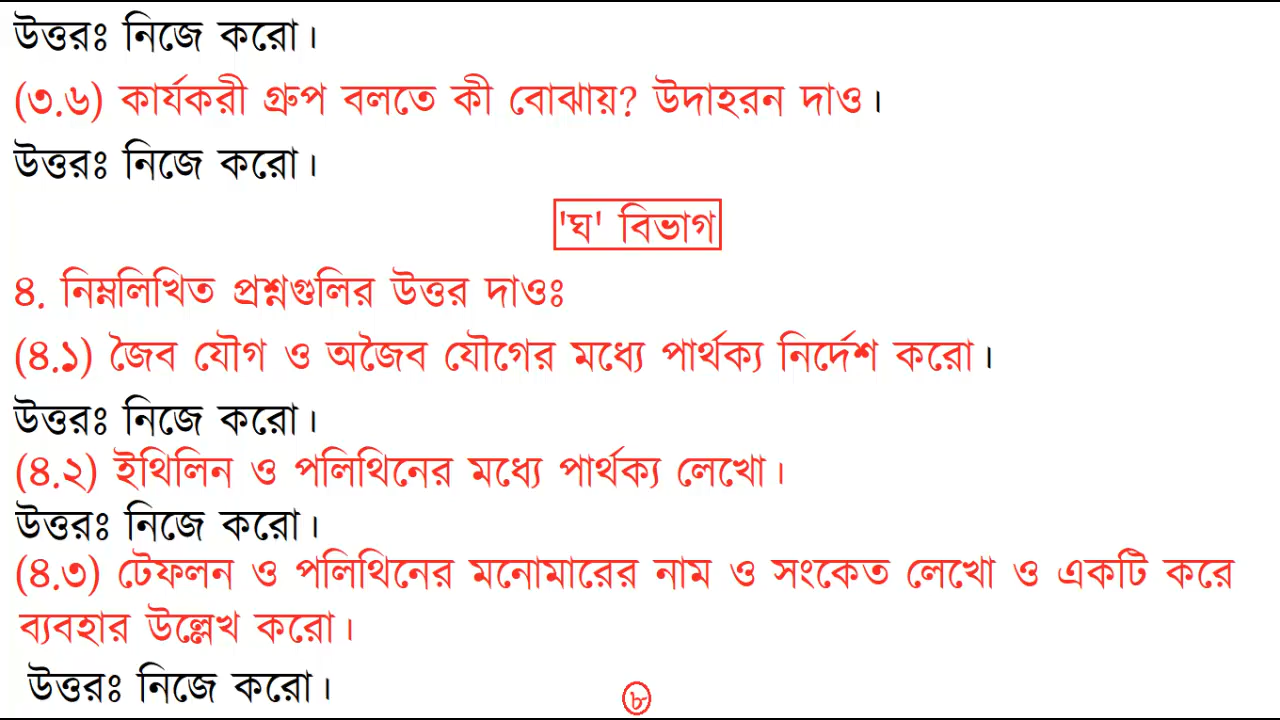 উত্তরঃ নিজে করো।
(৩.৬) কার্যকরী গ্রুপ বলতে কী বোঝায়? উদাহরন দাও।
উত্তরঃ নিজে করো।
'ঘ' বিভাগ
৪. নিম্নলিখিত প্রশ্নগুলির উত্তর দাওঃ
(৪.১) জৈব যৌগ ও অজৈব যৌগের মধ্যে পার্থক্য নির্দেশ করো।
উত্তরঃ নিজে করো।
(৪.২) ইথিলিন ও পলিথিনের মধ্যে পার্থক্য লেখো।
উত্তরঃ নিজে করো।
(৪.৩) টেফলন ও পলিথিনের মনোমারের নাম ও সংকেত লেখো ও একটি করে
ব্যবহার উল্লেখ করো।
উত্তরঃ নিজে করো।
৮